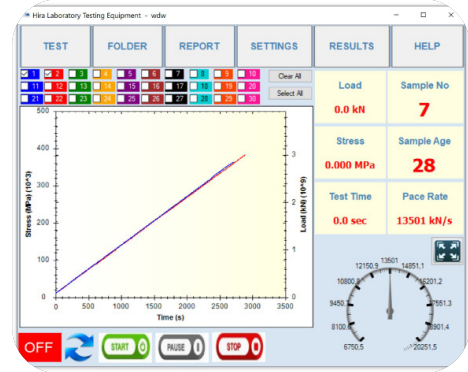 Hira Laboratory Testing Equipment - wdw
TEST FOLDER REPORT SETTINGS RESULTS HELP
1 2 3 4 5 6 7 8 9 10 Clear All
11 12 13 14 15 16 17 18 19 20 Select All
21 22 23 24 25 26 27 28 29 30
Stress (MPa) (10^3)
500
400
300
200
100
0
0 500 1000 1500 2000 2500 3000 3500
Time (s)
3
2
1
0
Load (kN) (10^9)
Load
0.0 kN
Sample No
7
Stress
0.000 MPa
Sample Age
28
Test Time
0.0 sec
Pace Rate
13501 kN/s
13501
12150,9 14851,1
10800,8 16201,2
9450,7 17551,3
8100,6 18901,4
6750,5 20251,5
OFF START PAUSE STOP